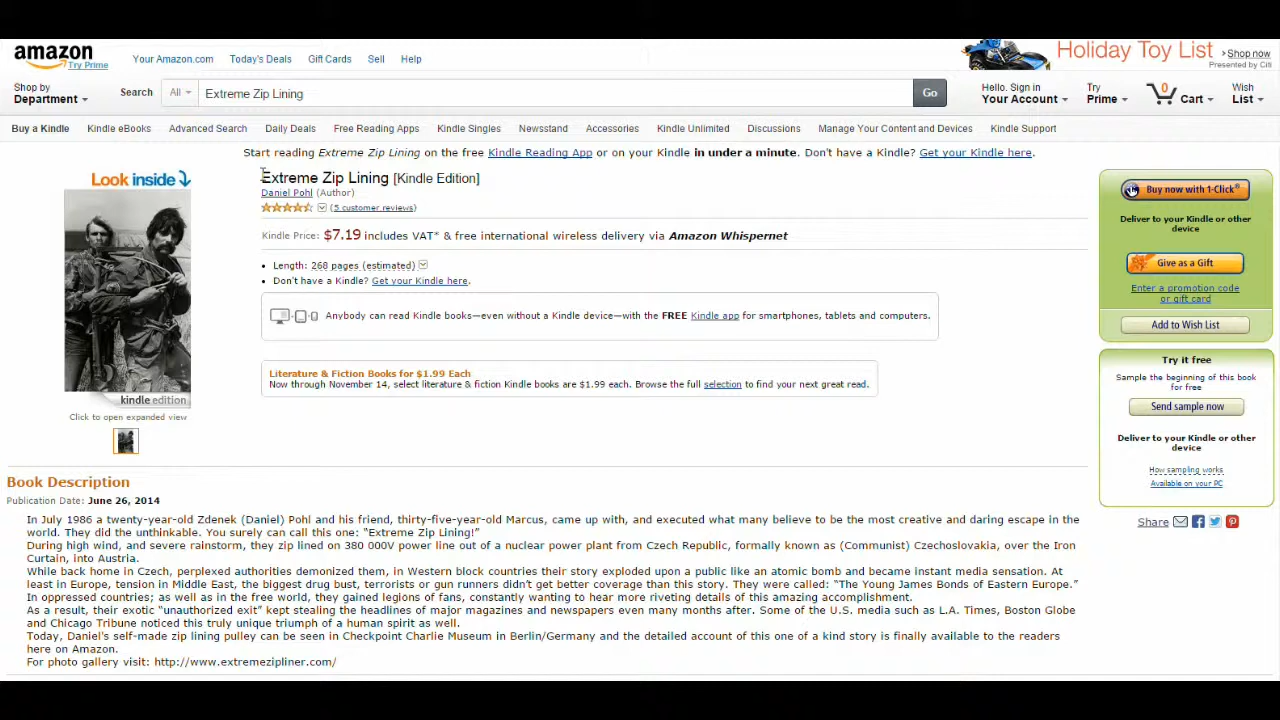 amazon
Try Prime
Your Amazon.com Today's Deals Gift Cards Sell Help
Holiday Toy List
Shop now
Presented by Citi
Shop by
Department
Search All Extreme Zip Lining Go
Hello. Sign in
Your Account
Try
Prime
0
Cart
Wish
List
Buy a Kindle Kindle eBooks Advanced Search Daily Deals Free Reading Apps Kindle Singles Newsstand Accessories Kindle Unlimited Discussions Manage Your Content and Devices Kindle Support
Start reading Extreme Zip Lining on the free Kindle Reading App or on your Kindle in under a minute. Don't have a Kindle? Get your Kindle here.
Look inside
kindle edition
Click to open expanded view
Extreme Zip Lining [Kindle Edition]
Daniel Pohl (Author)
(5 customer reviews)
Kindle Price: $7.19 includes VAT* & free international wireless delivery via Amazon Whispernet
• Length: 268 pages (estimated)
• Don't have a Kindle? Get your Kindle here.
Anybody can read Kindle books—even without a Kindle device—with the FREE Kindle app for smartphones, tablets and computers.
Literature & Fiction Books for $1.99 Each
Now through November 14, select literature & fiction Kindle books are $1.99 each. Browse the full selection to find your next great read.
Buy now with 1-Click®
Deliver to your Kindle or other
device
Give as a Gift
Enter a promotion code
or gift card
Add to Wish List
Try it free
Sample the beginning of this book
for free
Send sample now
Deliver to your Kindle or other
device
How sampling works
Available on your PC
Share
Book Description
Publication Date: June 26, 2014
In July 1986 a twenty-year-old Zdenek (Daniel) Pohl and his friend, thirty-five-year-old Marcus, came up with, and executed what many believe to be the most creative and daring escape in the
world. They did the unthinkable. You surely can call this one: “Extreme Zip Lining!”
During high wind, and severe rainstorm, they zip lined on 380 000V power line out of a nuclear power plant from Czech Republic, formally known as (Communist) Czechoslovakia, over the Iron
Curtain, into Austria.
While back home in Czech, perplexed authorities demonized them, in Western block countries their story exploded upon a public like an atomic bomb and became instant media sensation. At
least in Europe, tension in Middle East, the biggest drug bust, terrorists or gun runners didn’t get better coverage than this story. They were called: “The Young James Bonds of Eastern Europe.”
In oppressed countries; as well as in the free world, they gained legions of fans, constantly wanting to hear more riveting details of this amazing accomplishment.
As a result, their exotic “unauthorized exit” kept stealing the headlines of major magazines and newspapers even many months after. Some of the U.S. media such as L.A. Times, Boston Globe
and Chicago Tribune noticed this truly unique triumph of a human spirit as well.
Today, Daniel’s self-made zip lining pulley can be seen in Checkpoint Charlie Museum in Berlin/Germany and the detailed account of this one of a kind story is finally available to the readers
here on Amazon.
For photo gallery visit: http://www.extremezipliner.com/